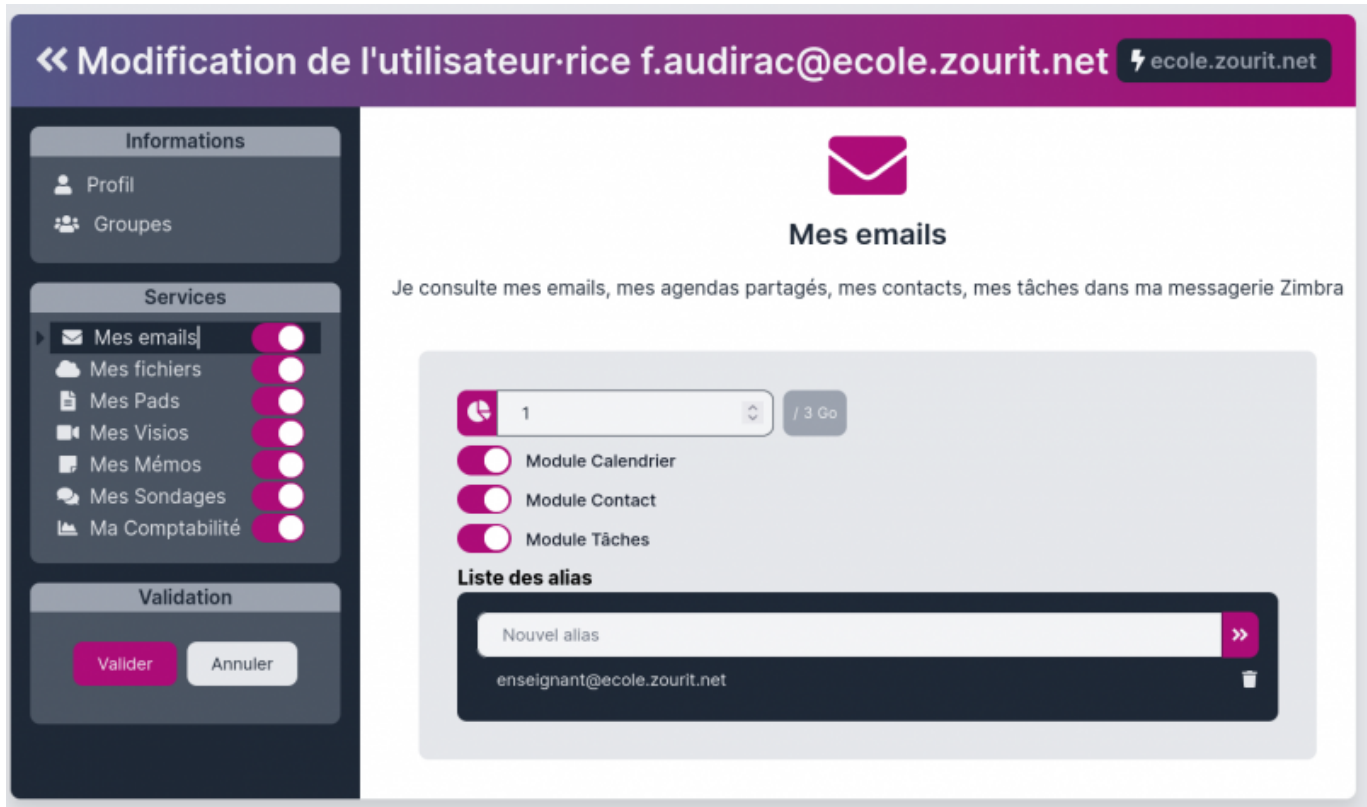 Modification de l'utilisateur·rice f.audirac@ecole.zourit.net ecole.zourit.net
Informations
Profil
Groupes
Services
Mes emails
Mes fichiers
Mes Pads
Mes Visios
Mes Mémos
Mes Sondages
Ma Comptabilité
Validation
Valider Annuler
Mes emails
Je consulte mes emails, mes agendas partagés, mes contacts, mes tâches dans ma messagerie Zimbra
1 / 3 Go
Module Calendrier
Module Contact
Module Tâches
Liste des alias
Nouvel alias
enseignant@ecole.zourit.net